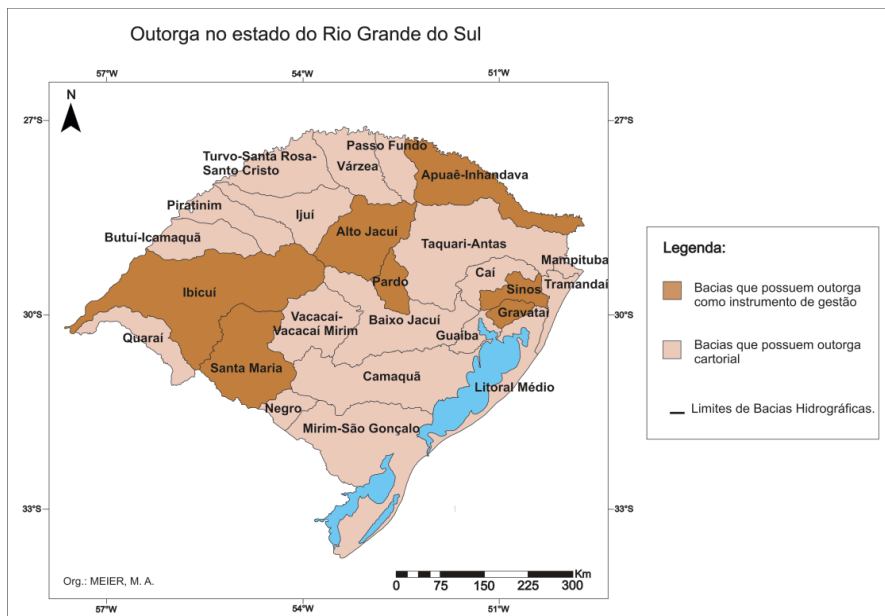 Outorga no estado do Rio Grande do Sul
57°W
54°W
51°W
N
27°S
27°S
Passo Fundo
Turvo-Santa Rosa-
Santo Cristo
Várzea
Apuaê-Inhandava
Piratinim
Ijuí
Alto Jacuí
Butuí-Icamaquã
Taquari-Antas
Mampituba
Caí
Tramandaí
Pardo
Sinos
Ibicuí
30°S
30°S
Vacacaí-
Vacacaí Mirim
Baixo Jacuí
Gravataí
Quaraí
Guaíba
Santa Maria
Camaquã
Litoral Médio
Negro
Mirim-São Gonçalo
33°S
33°S
Km
0 75 150 225 300
Org.: MEIER, M. A.
57°W
54°W
51°W
Legenda:
Bacias que possuem outorga
como instrumento de gestão
Bacias que possuem outorga
cartorial
Limites de Bacias Hidrográficas.